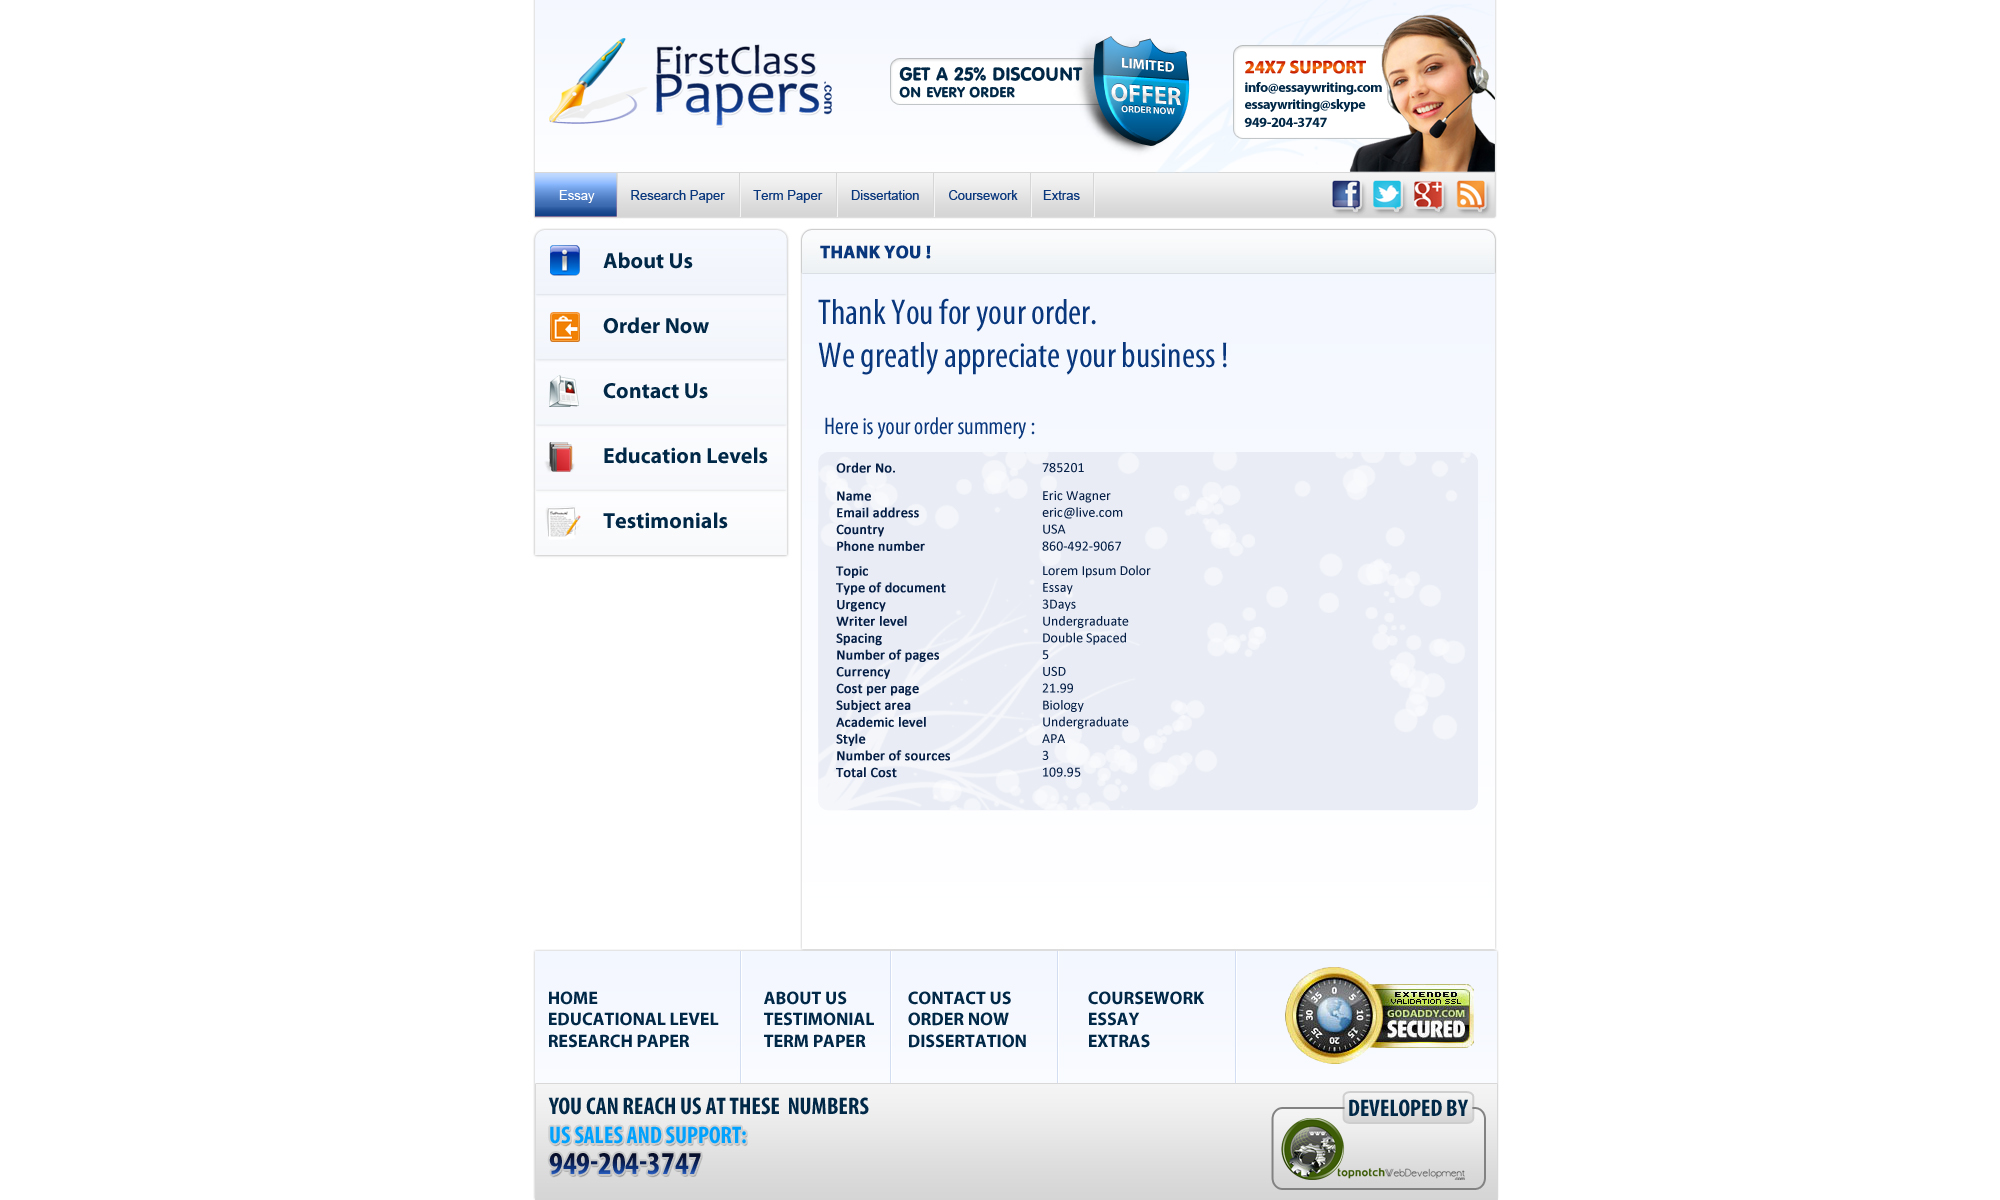 FirstClass
Papers.com
GET A 25% DISCOUNT
ON EVERY ORDER
LIMITED
OFFER
ORDER NOW
24X7 SUPPORT
info@essaywriting.com
essaywriting@skype
949-204-3747
Essay Research Paper Term Paper Dissertation Coursework Extras
About Us
Order Now
Contact Us
Education Levels
Testimonials
THANK YOU !
Thank You for your order.
We greatly appreciate your business !
Here is your order summery :
Order No. 785201
Name Eric Wagner
Email address eric@live.com
Country USA
Phone number 860-492-9067
Topic Lorem Ipsum Dolor
Type of document Essay
Urgency 3Days
Writer level Undergraduate
Spacing Double Spaced
Number of pages 5
Currency USD
Cost per page 21.99
Subject area Biology
Academic level Undergraduate
Style APA
Number of sources 3
Total Cost 109.95
HOME
EDUCATIONAL LEVEL
RESEARCH PAPER
ABOUT US
TESTIMONIAL
TERM PAPER
CONTACT US
ORDER NOW
DISSERTATION
COURSEWORK
ESSAY
EXTRAS
0 5 10 15 20 25 30 35
EXTENDED
VALIDATION SSL
GODADDY.COM
SECURED
YOU CAN REACH US AT THESE NUMBERS
US SALES AND SUPPORT:
949-204-3747
DEVELOPED BY
topnotchWebDevelopment
.com